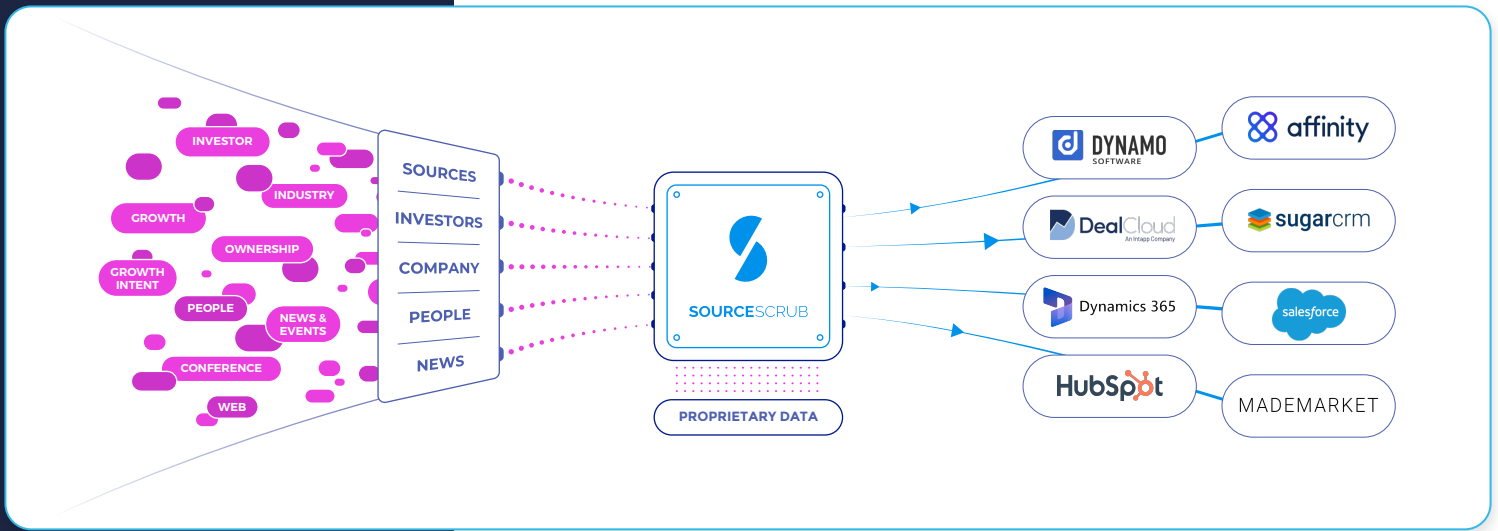 INVESTOR
INDUSTRY
GROWTH
OWNERSHIP
GROWTH
INTENT
PEOPLE
NEWS &
EVENTS
CONFERENCE
WEB
SOURCES
INVESTORS
COMPANY
PEOPLE
NEWS
SOURCESCRUB
PROPRIETARY DATA
DYNAMO
SOFTWARE
affinity
DealCloud
An Intapp Company
sugarcrm
Dynamics 365
salesforce
HubSpot
MADEMARKET